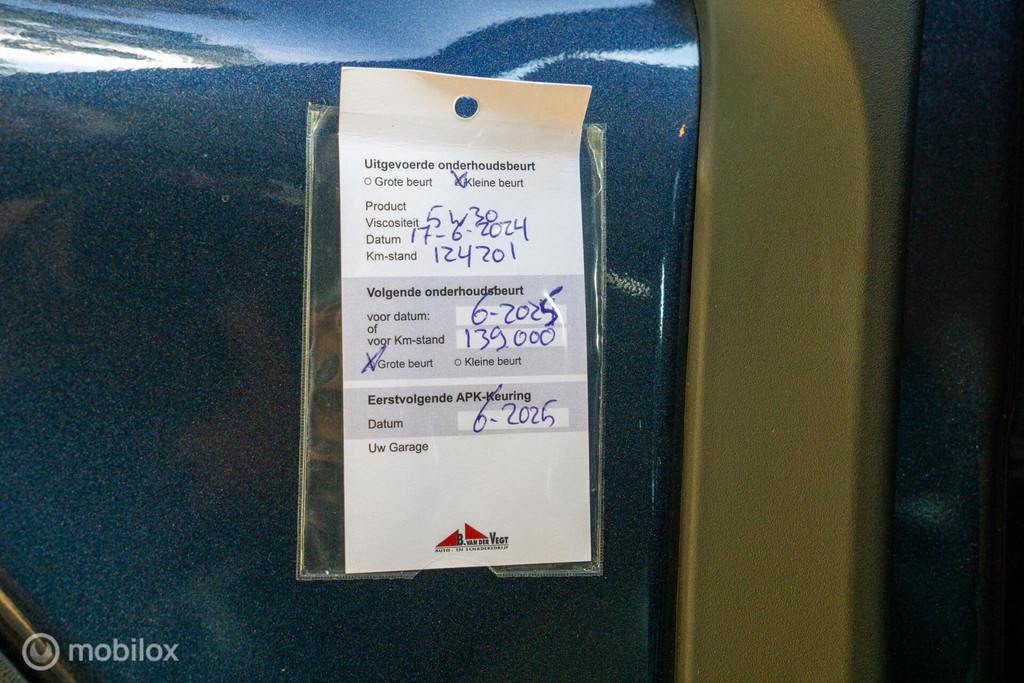 Uitgevoerde onderhoudsbeurt
Grote beurt X Kleine beurt
Product
Viscositeit 5W30
Datum 17-6-2024
Km-stand 124201
Volgende onderhoudsbeurt
voor datum: 6-2025
of
voor Km-stand 139.000
X Grote beurt Kleine beurt
Eerstvolgende APK-Keuring
Datum 6-2025
Uw Garage
B. VAN DER VEGT
AUTO- EN SCHADEBEDRIJF
mobilox